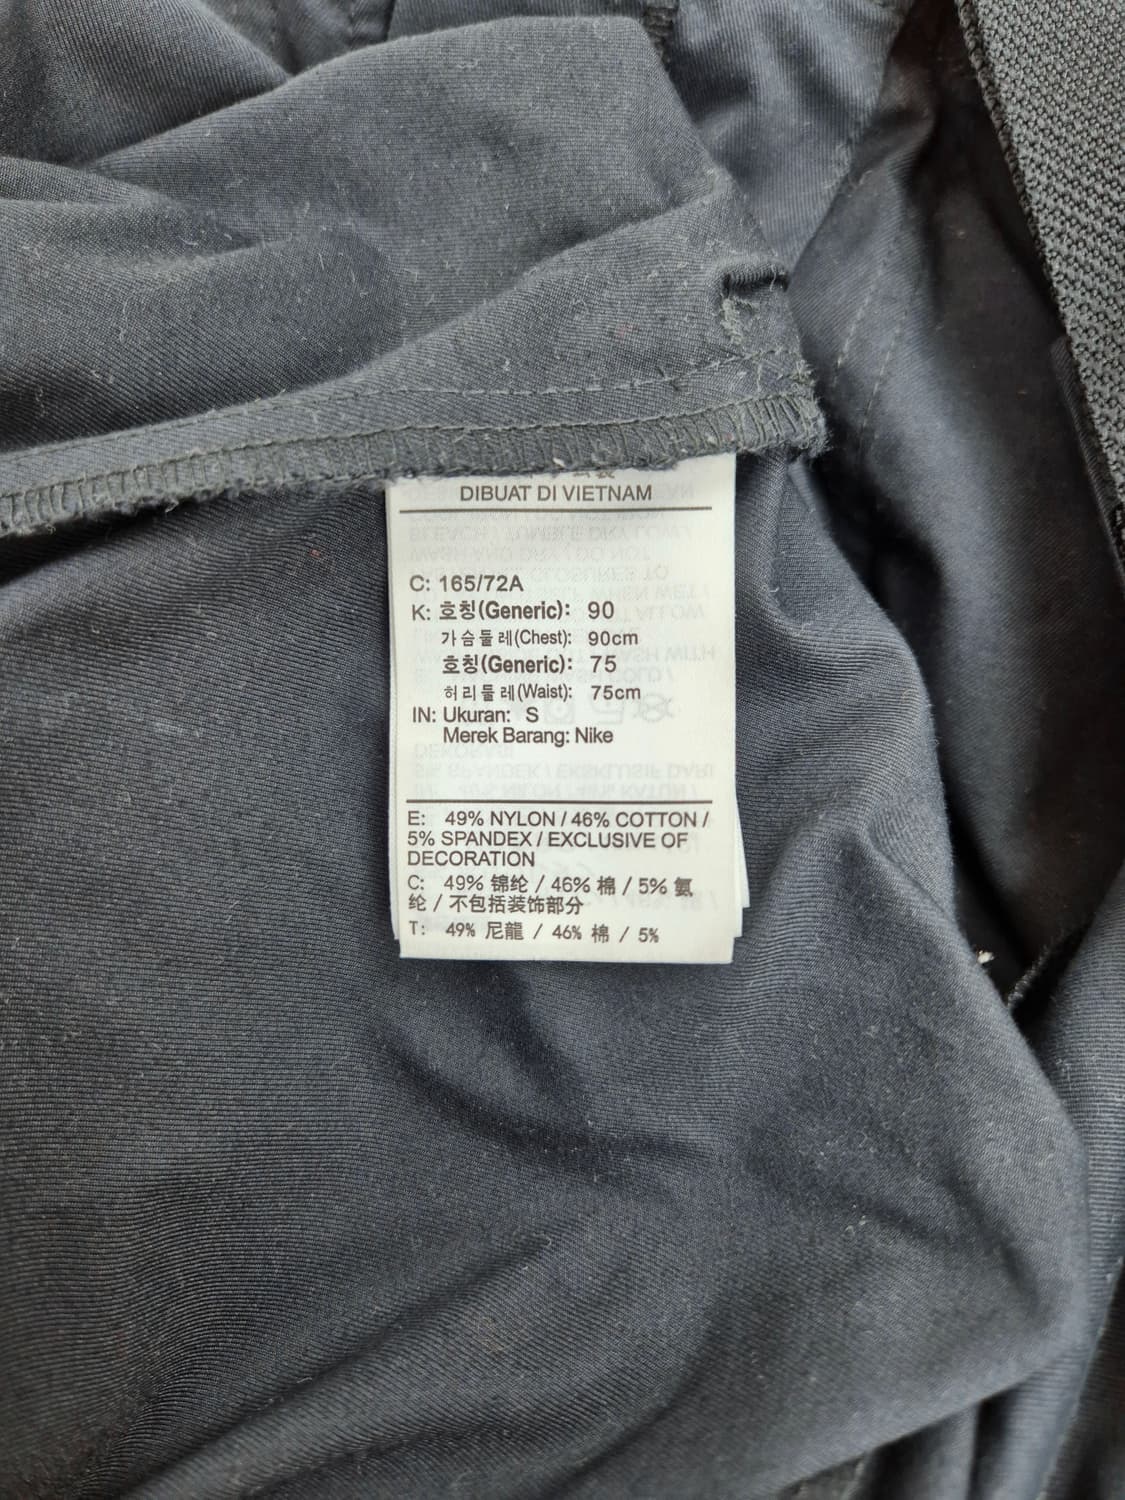 DIBUAT DI VIETNAM
C: 165/72A
K: 호칭(Generic): 90
가슴둘레(Chest): 90cm
호칭(Generic): 75
허리둘레(Waist): 75cm
IN: Ukuran: S
Merek Barang: Nike
E: 49% NYLON / 46% COTTON /
5% SPANDEX / EXCLUSIVE OF
DECORATION
C: 49% 锦纶 / 46% 棉 / 5% 氨
纶 / 不包括装饰部分
T: 49% 尼龍 / 46% 棉 / 5%